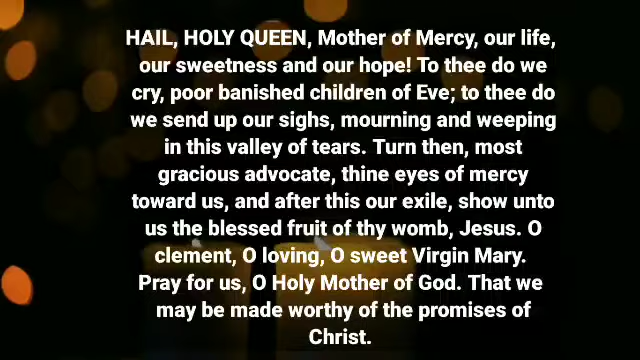 HAIL, HOLY QUEEN, Mother of Mercy, our life,
our sweetness and our hope! To thee do we
cry, poor banished children of Eve; to thee do
we send up our sighs, mourning and weeping
in this valley of tears. Turn then, most
gracious advocate, thine eyes of mercy
toward us, and after this our exile, show unto
us the blessed fruit of thy womb, Jesus. O
clement, O loving, O sweet Virgin Mary.
Pray for us, O Holy Mother of God. That we
may be made worthy of the promises of
Christ.